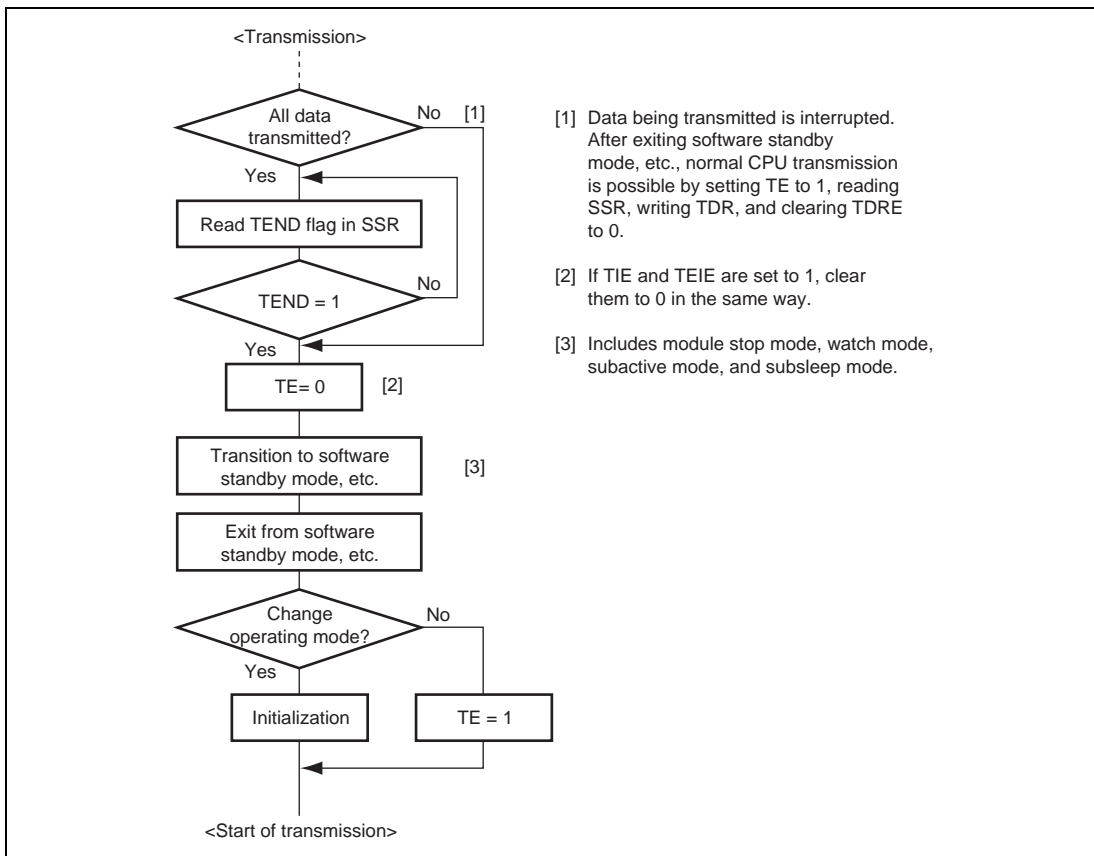 <Transmission>
All data
transmitted?
No
[1]
Yes
Read TEND flag in SSR
TEND = 1
No
Yes
TE= 0
[2]
Transition to software
standby mode, etc.
[3]
Exit from software
standby mode, etc.
Change
operating mode?
No
Yes
Initialization
TE = 1
<Start of transmission>
[1] Data being transmitted is interrupted.
After exiting software standby
mode, etc., normal CPU transmission
is possible by setting TE to 1, reading
SSR, writing TDR, and clearing TDRE
to 0.
[2] If TIE and TEIE are set to 1, clear
them to 0 in the same way.
[3] Includes module stop mode, watch mode,
subactive mode, and subsleep mode.